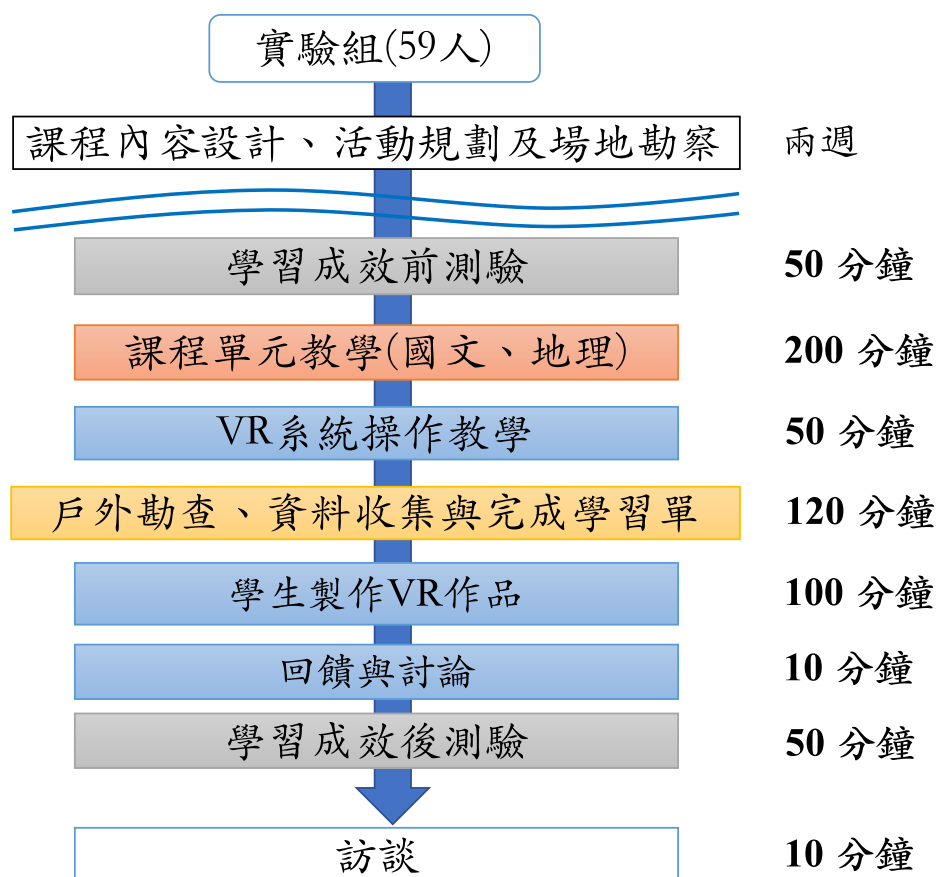 實驗組(59人)
課程內容設計、活動規劃及場地勘察 兩週
學習成效前測驗 50 分鐘
課程單元教學(國文、地理) 200 分鐘
VR系統操作教學 50 分鐘
戶外勘查、資料收集與完成學習單 120 分鐘
學生製作VR作品 100 分鐘
回饋與討論 10 分鐘
學習成效後測驗 50 分鐘
訪談 10 分鐘